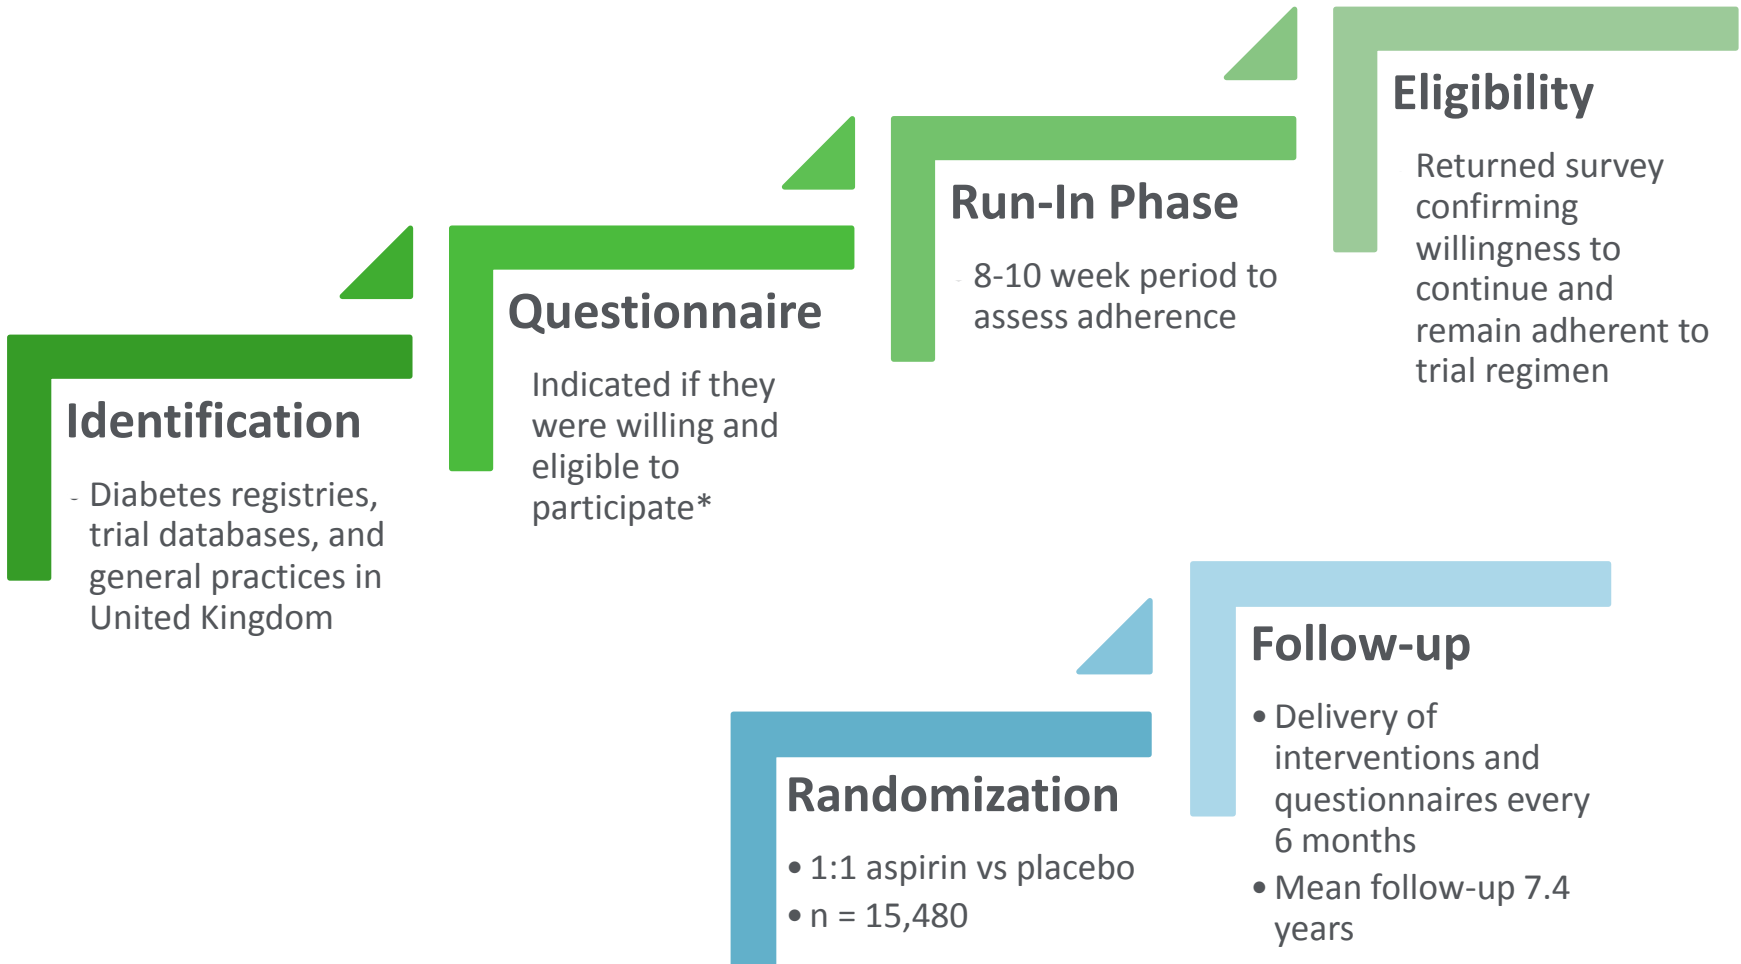 Identification
- Diabetes registries,
trial databases, and
general practices in
United Kingdom
Questionnaire
Indicated if they
were willing and
eligible to
participate*
Run-In Phase
- 8-10 week period to
assess adherence
Eligibility
Returned survey
confirming
willingness to
continue and
remain adherent to
trial regimen
Randomization
• 1:1 aspirin vs placebo
• n = 15,480
Follow-up
• Delivery of
interventions and
questionnaires every
6 months
• Mean follow-up 7.4
years